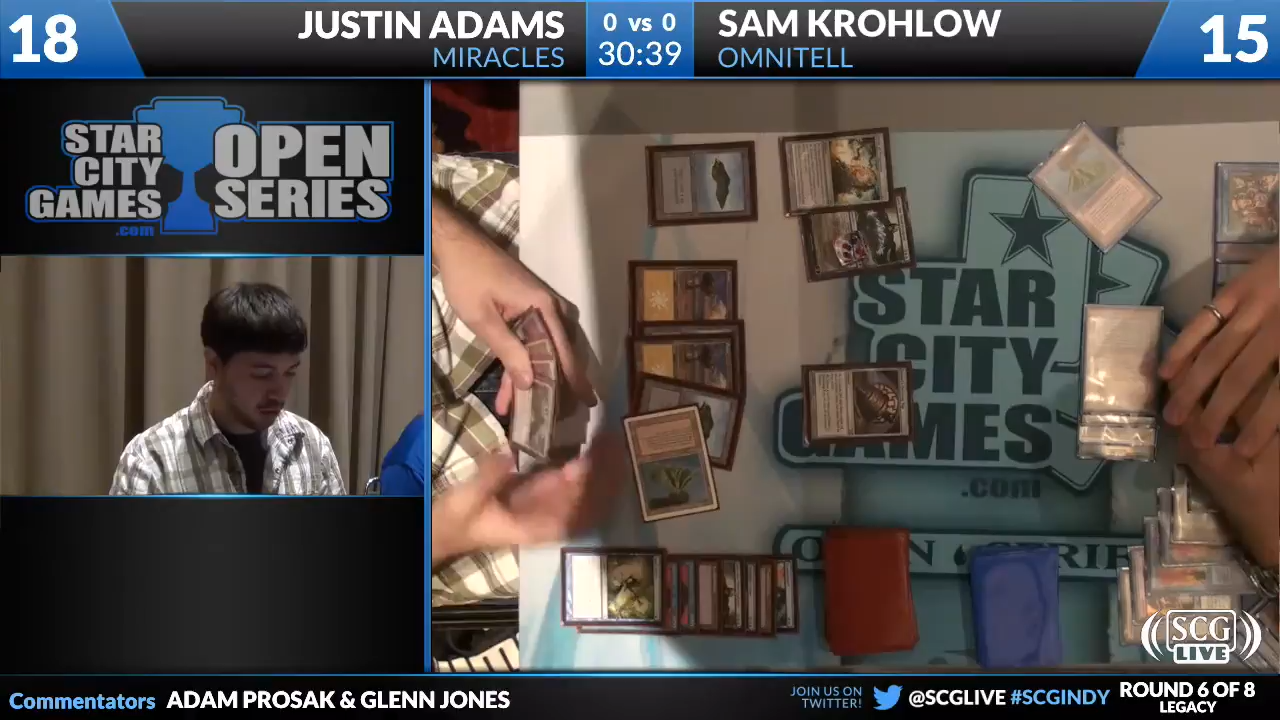 18
JUSTIN ADAMS
MIRACLES
0 vs 0
30:39
SAM KROHLOW
OMNITELL
15
STAR
CITY
GAMES
.com
OPEN
SERIES
STAR
CITY
GAMES
.com
OPEN SERIE
SCG
LIVE
Commentators ADAM PROSAK & GLENN JONES
JOIN US ON
TWITTER!
@SCGLIVE #SCGINDY
ROUND 6 OF 8
LEGACY